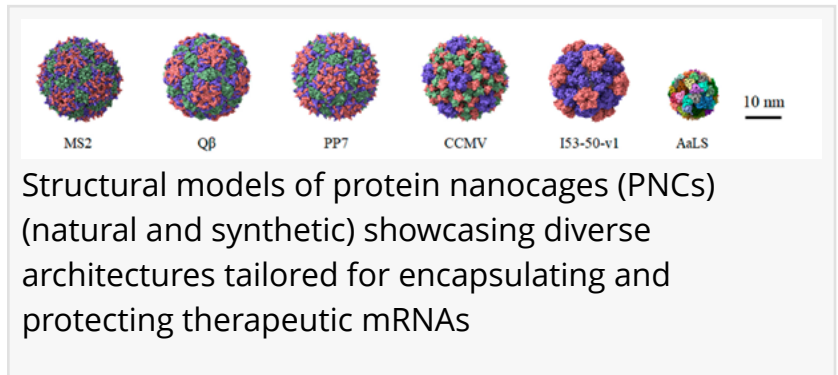 10 nm
MS2 Qβ PP7 CCMV I53-50-v1 AaLS
Structural models of protein nanocages (PNCs)
(natural and synthetic) showcasing diverse
architectures tailored for encapsulating and
protecting therapeutic mRNAs